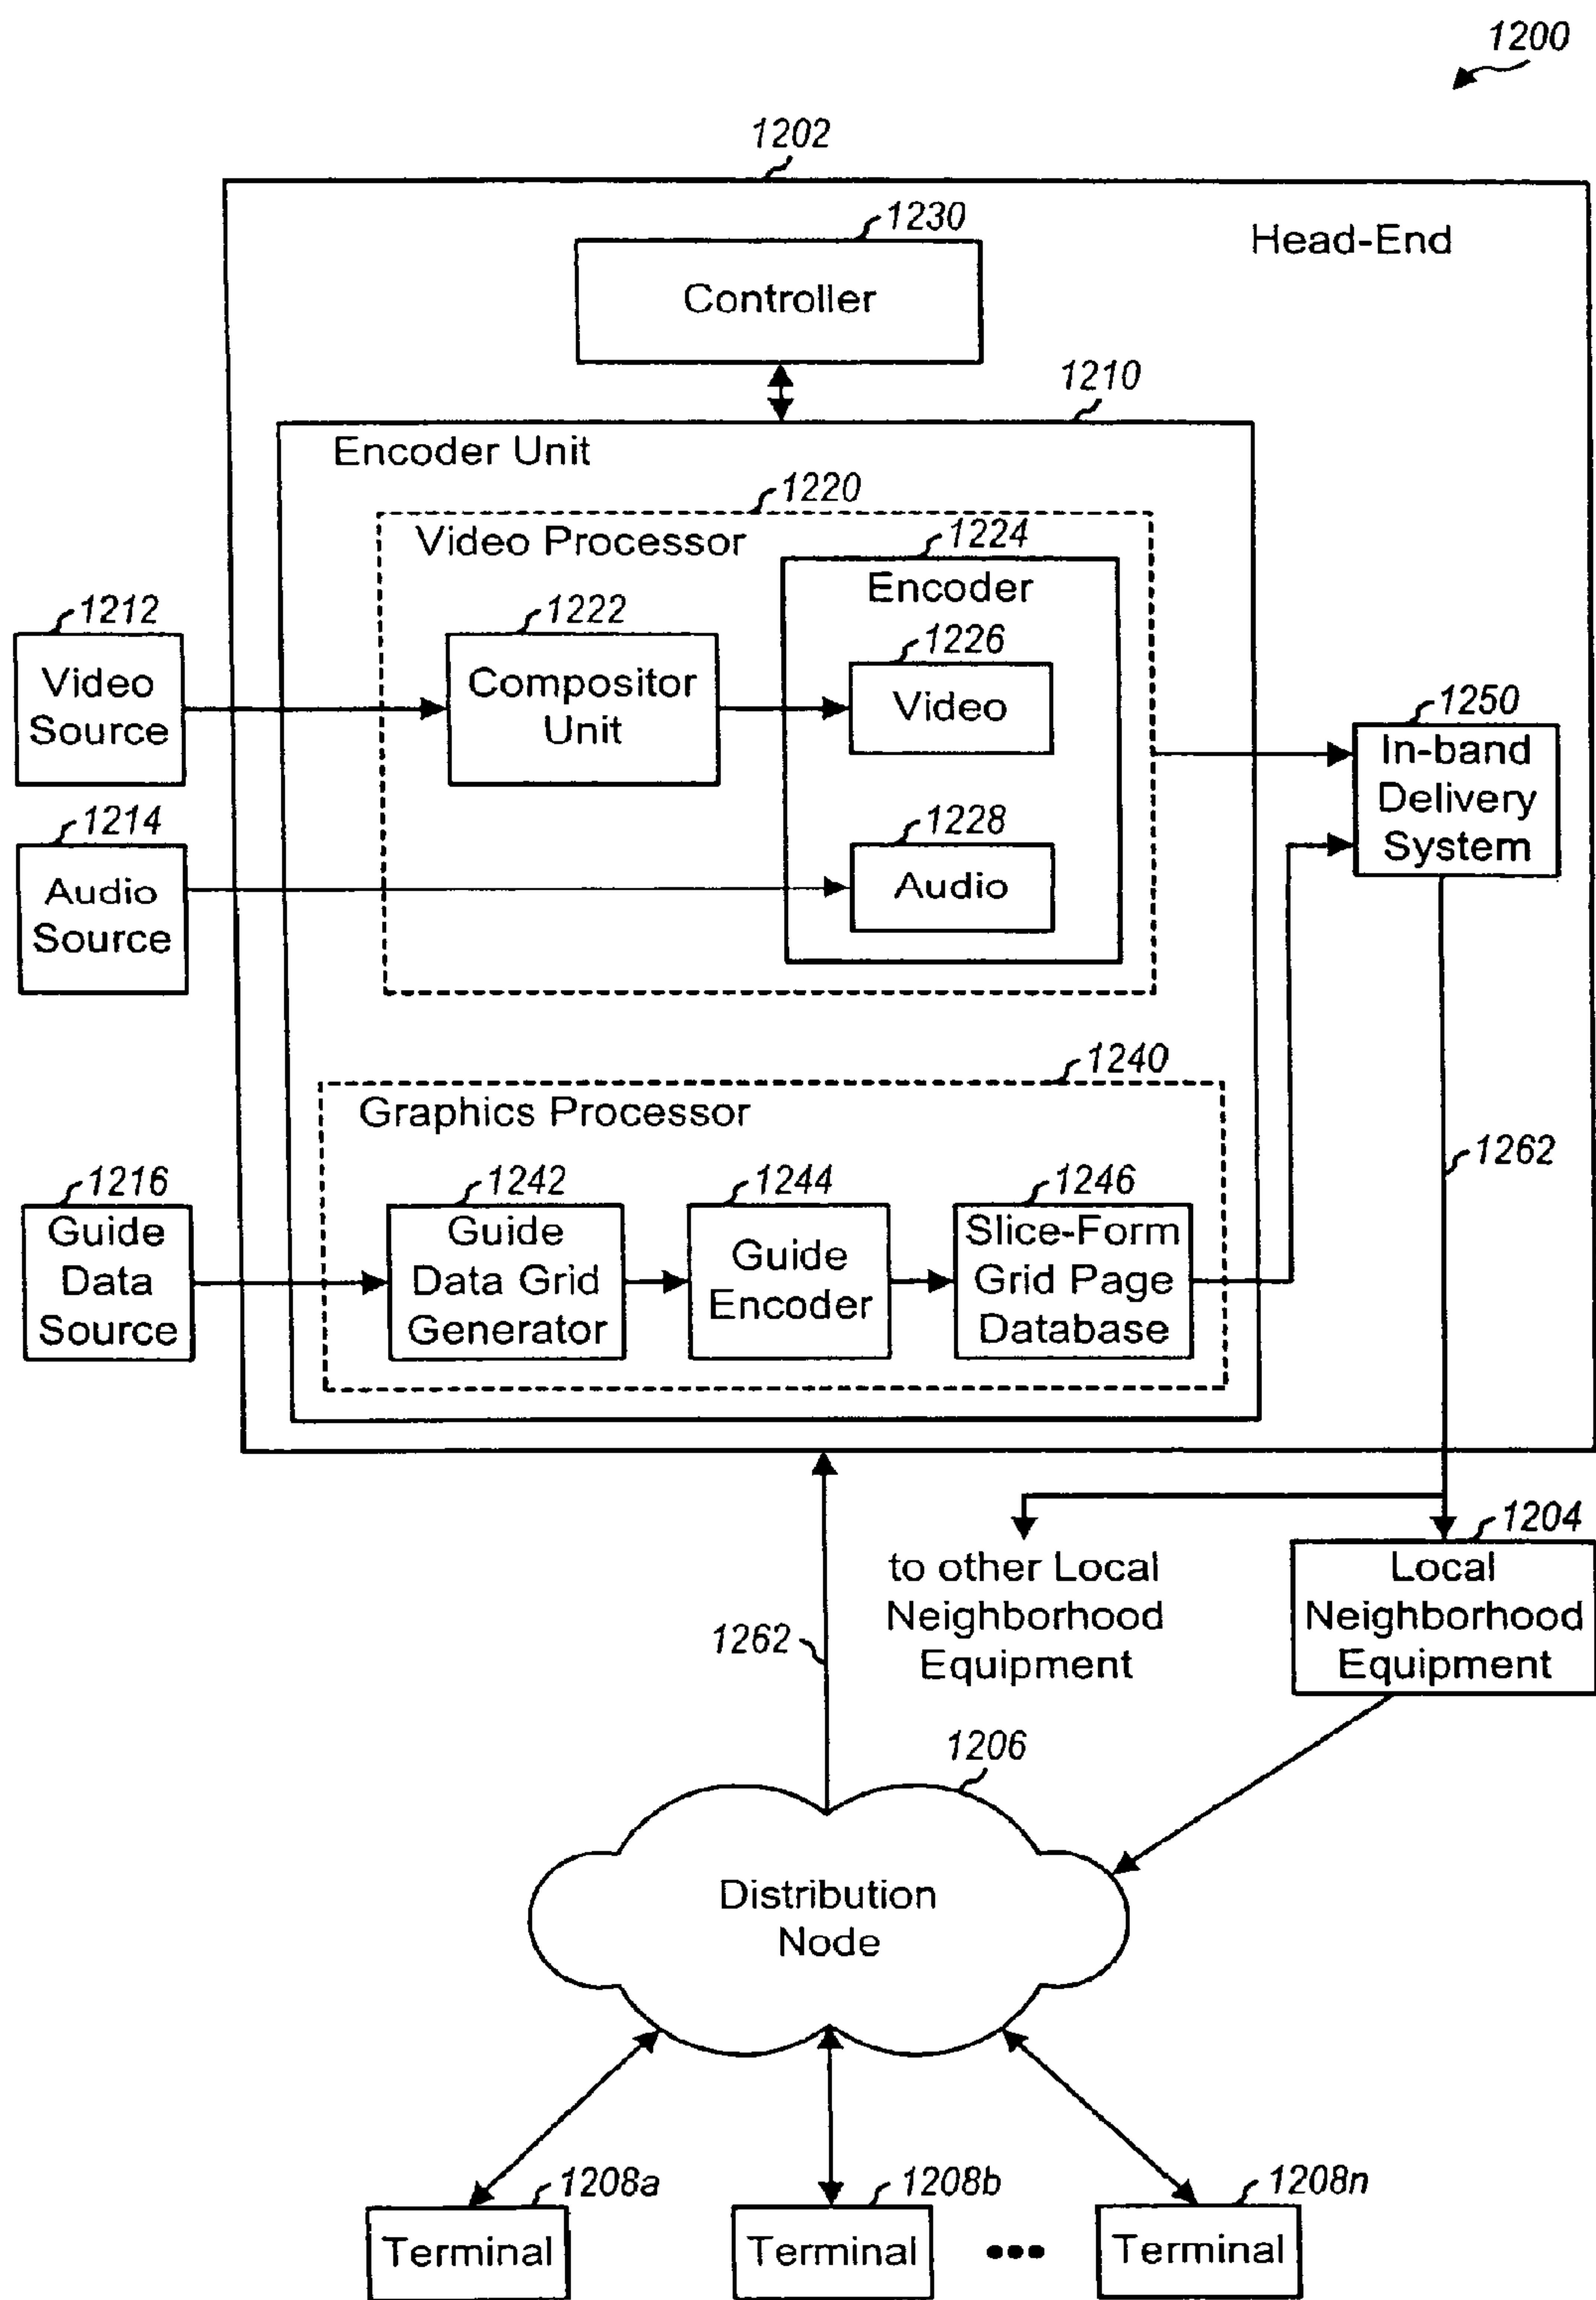 1200
1202
Head-End
1230
Controller
1210
Encoder Unit
1220
Video Processor
1224
Encoder
1212
Video
Source
1222
Compositor
Unit
1226
Video
1250
In-band
Delivery
System
1214
Audio
Source
1228
Audio
1240
Graphics Processor
1216
Guide
Data
Source
1242
Guide
Data Grid
Generator
1244
Guide
Encoder
1246
Slice-Form
Grid Page
Database
1262
to other Local
Neighborhood
Equipment
1204
Local
Neighborhood
Equipment
1262
1206
Distribution
Node
1208a
Terminal
1208b
Terminal
•••
1208n
Terminal